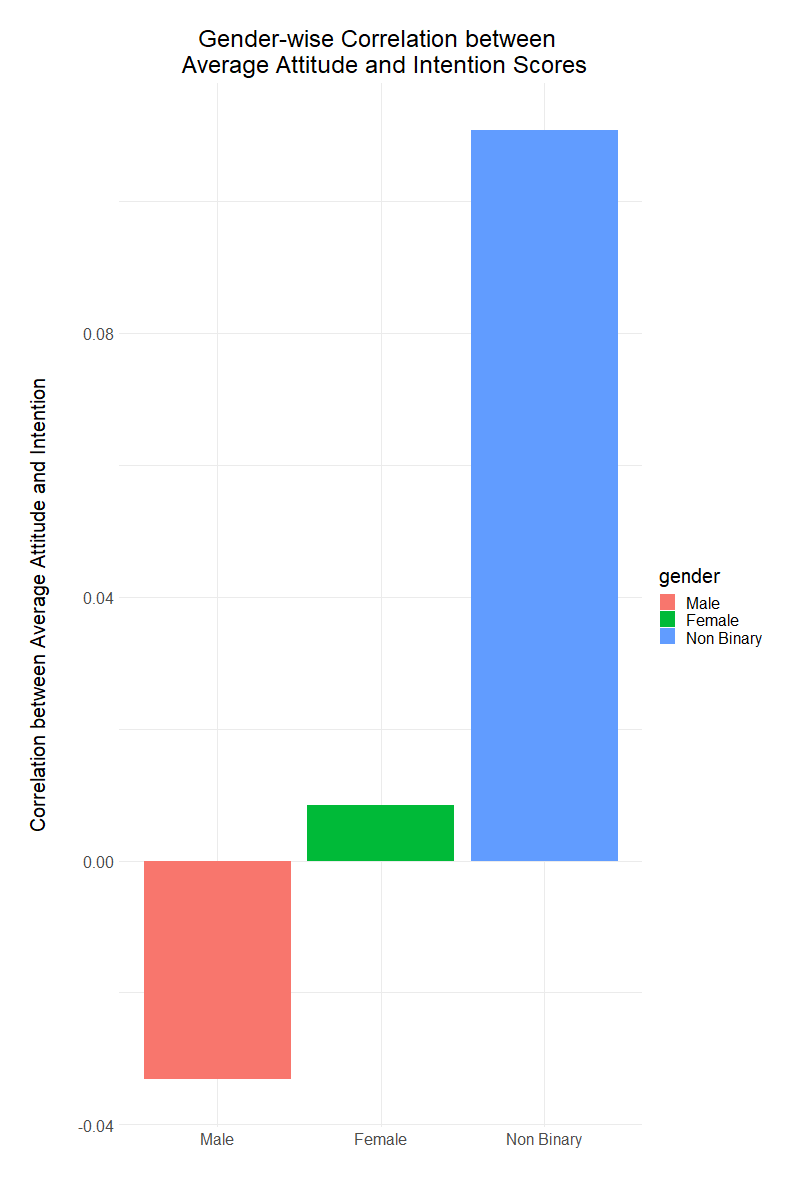 Gender-wise Correlation between
Average Attitude and Intention Scores
Correlation between Average Attitude and Intention
0.08
0.04
0.00
-0.04
Male
Female
Non Binary
gender
Male
Female
Non Binary